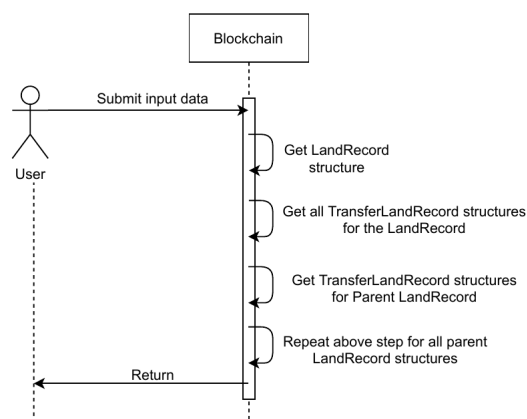 Blockchain
Submit input data
User
Get LandRecord
structure
Get all TransferLandRecord structures
for the LandRecord
Get TransferLandRecord structures
for Parent LandRecord
Repeat above step for all parent
LandRecord structures
Return